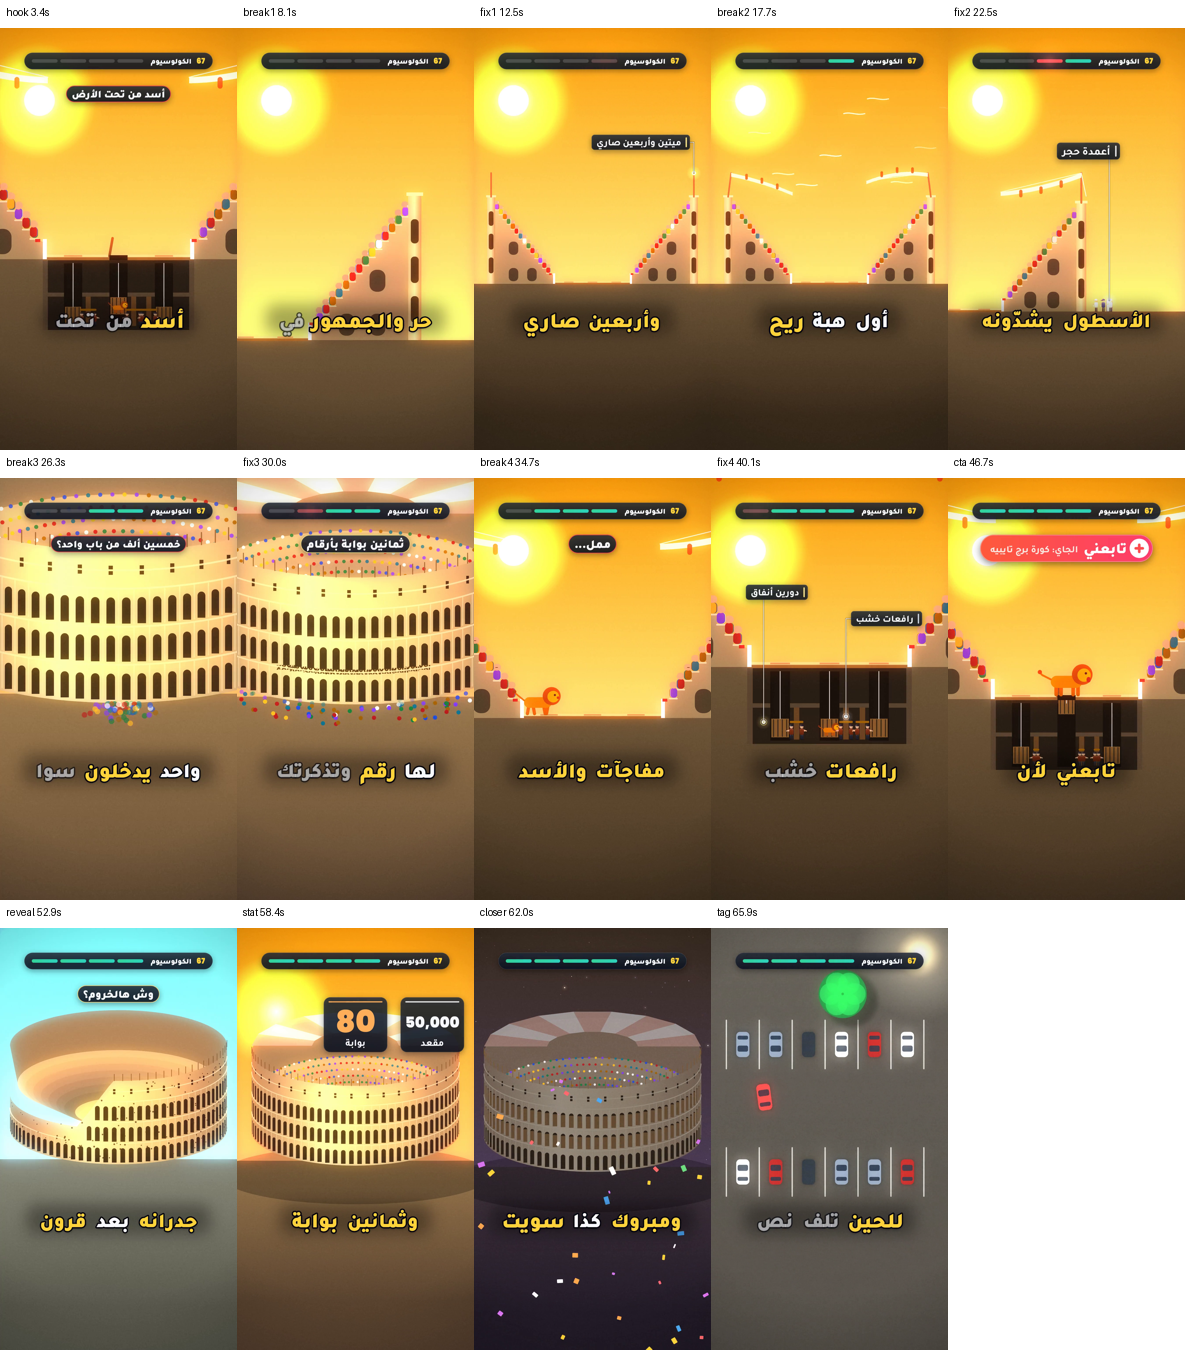 hook 3.4s
67 الكولوسيوم
أسد من تحت الأرض
أسد من تحت
break1 8.1s
67 الكولوسيوم
حر والجمهور في
fix1 12.5s
67 الكولوسيوم
ميتين وأربعين صاري
وأربعين صاري
break2 17.7s
67 الكولوسيوم
أول هبة ريح
fix2 22.5s
67 الكولوسيوم
أعمدة حجر
الأسطول يشدّونه
break3 26.3s
67 الكولوسيوم
خمسين ألف من باب واحد؟
واحد يدخلون سوا
fix3 30.0s
67 الكولوسيوم
ثمانين بوابة بأرقام
لها رقم وتذكرتك
break4 34.7s
67 الكولوسيوم
ممل...
مفاجآت والأسد
fix4 40.1s
67 الكولوسيوم
دورين أنفاق
رافعات خشب
رافعات خشب
cta 46.7s
67 الكولوسيوم
تابعني الجاي: كورة برج تايبيه
تابعني لأن
reveal 52.9s
67 الكولوسيوم
وش هالخروم؟
جدرانه بعد قرون
stat 58.4s
67 الكولوسيوم
50,000
مقعد
80
بوابة
وثمانين بوابة
closer 62.0s
67 الكولوسيوم
ومبروك كذا سويت
tag 65.9s
67 الكولوسيوم
للحين تلف نص